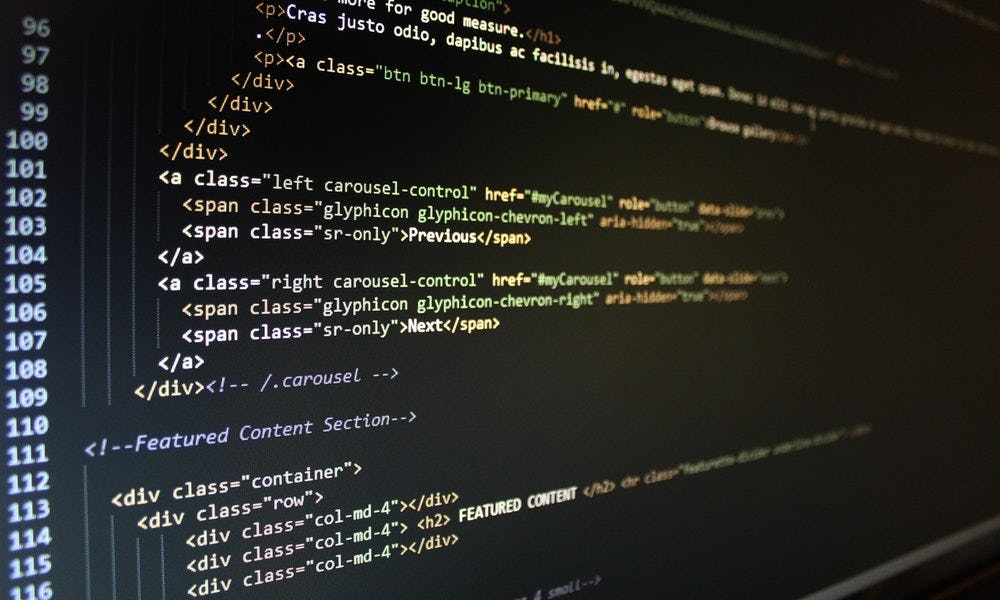 more for good measure.</h1>
96 <p>Cras justo odio, dapibus ac facilisis in, egestas eget quam. Donec id elit non mi porta gravida at eget metus.
97 .</p>
98 <p><a class="btn btn-lg btn-primary" href="#" role="button">Browse gallery
99 </div>
100 </div>
101 </div>
</div>
102 <a class="left carousel-control" href="#myCarousel" role="button" data-slide="prev">
103 <span class="glyphicon glyphicon-chevron-left" aria-hidden="true"></span>
104 <span class="sr-only">Previous</span>
</a>
105 <a class="right carousel-control" href="#myCarousel" role="button" data-slide="next">
106 <span class="glyphicon glyphicon-chevron-right" aria-hidden="true"></span>
107 <span class="sr-only">Next</span>
108 </a>
109 </div><!-- /.carousel -->
110
111 <!--Featured Content Section-->
112 <div class="container">
113 <div class="row">
114 <div class="col-md-4"></div>
115 <div class="col-md-4"> <h2> FEATURED CONTENT </h2> <hr class="featurette-divider
116 <div class="col-md-4"></div>
4 small-->